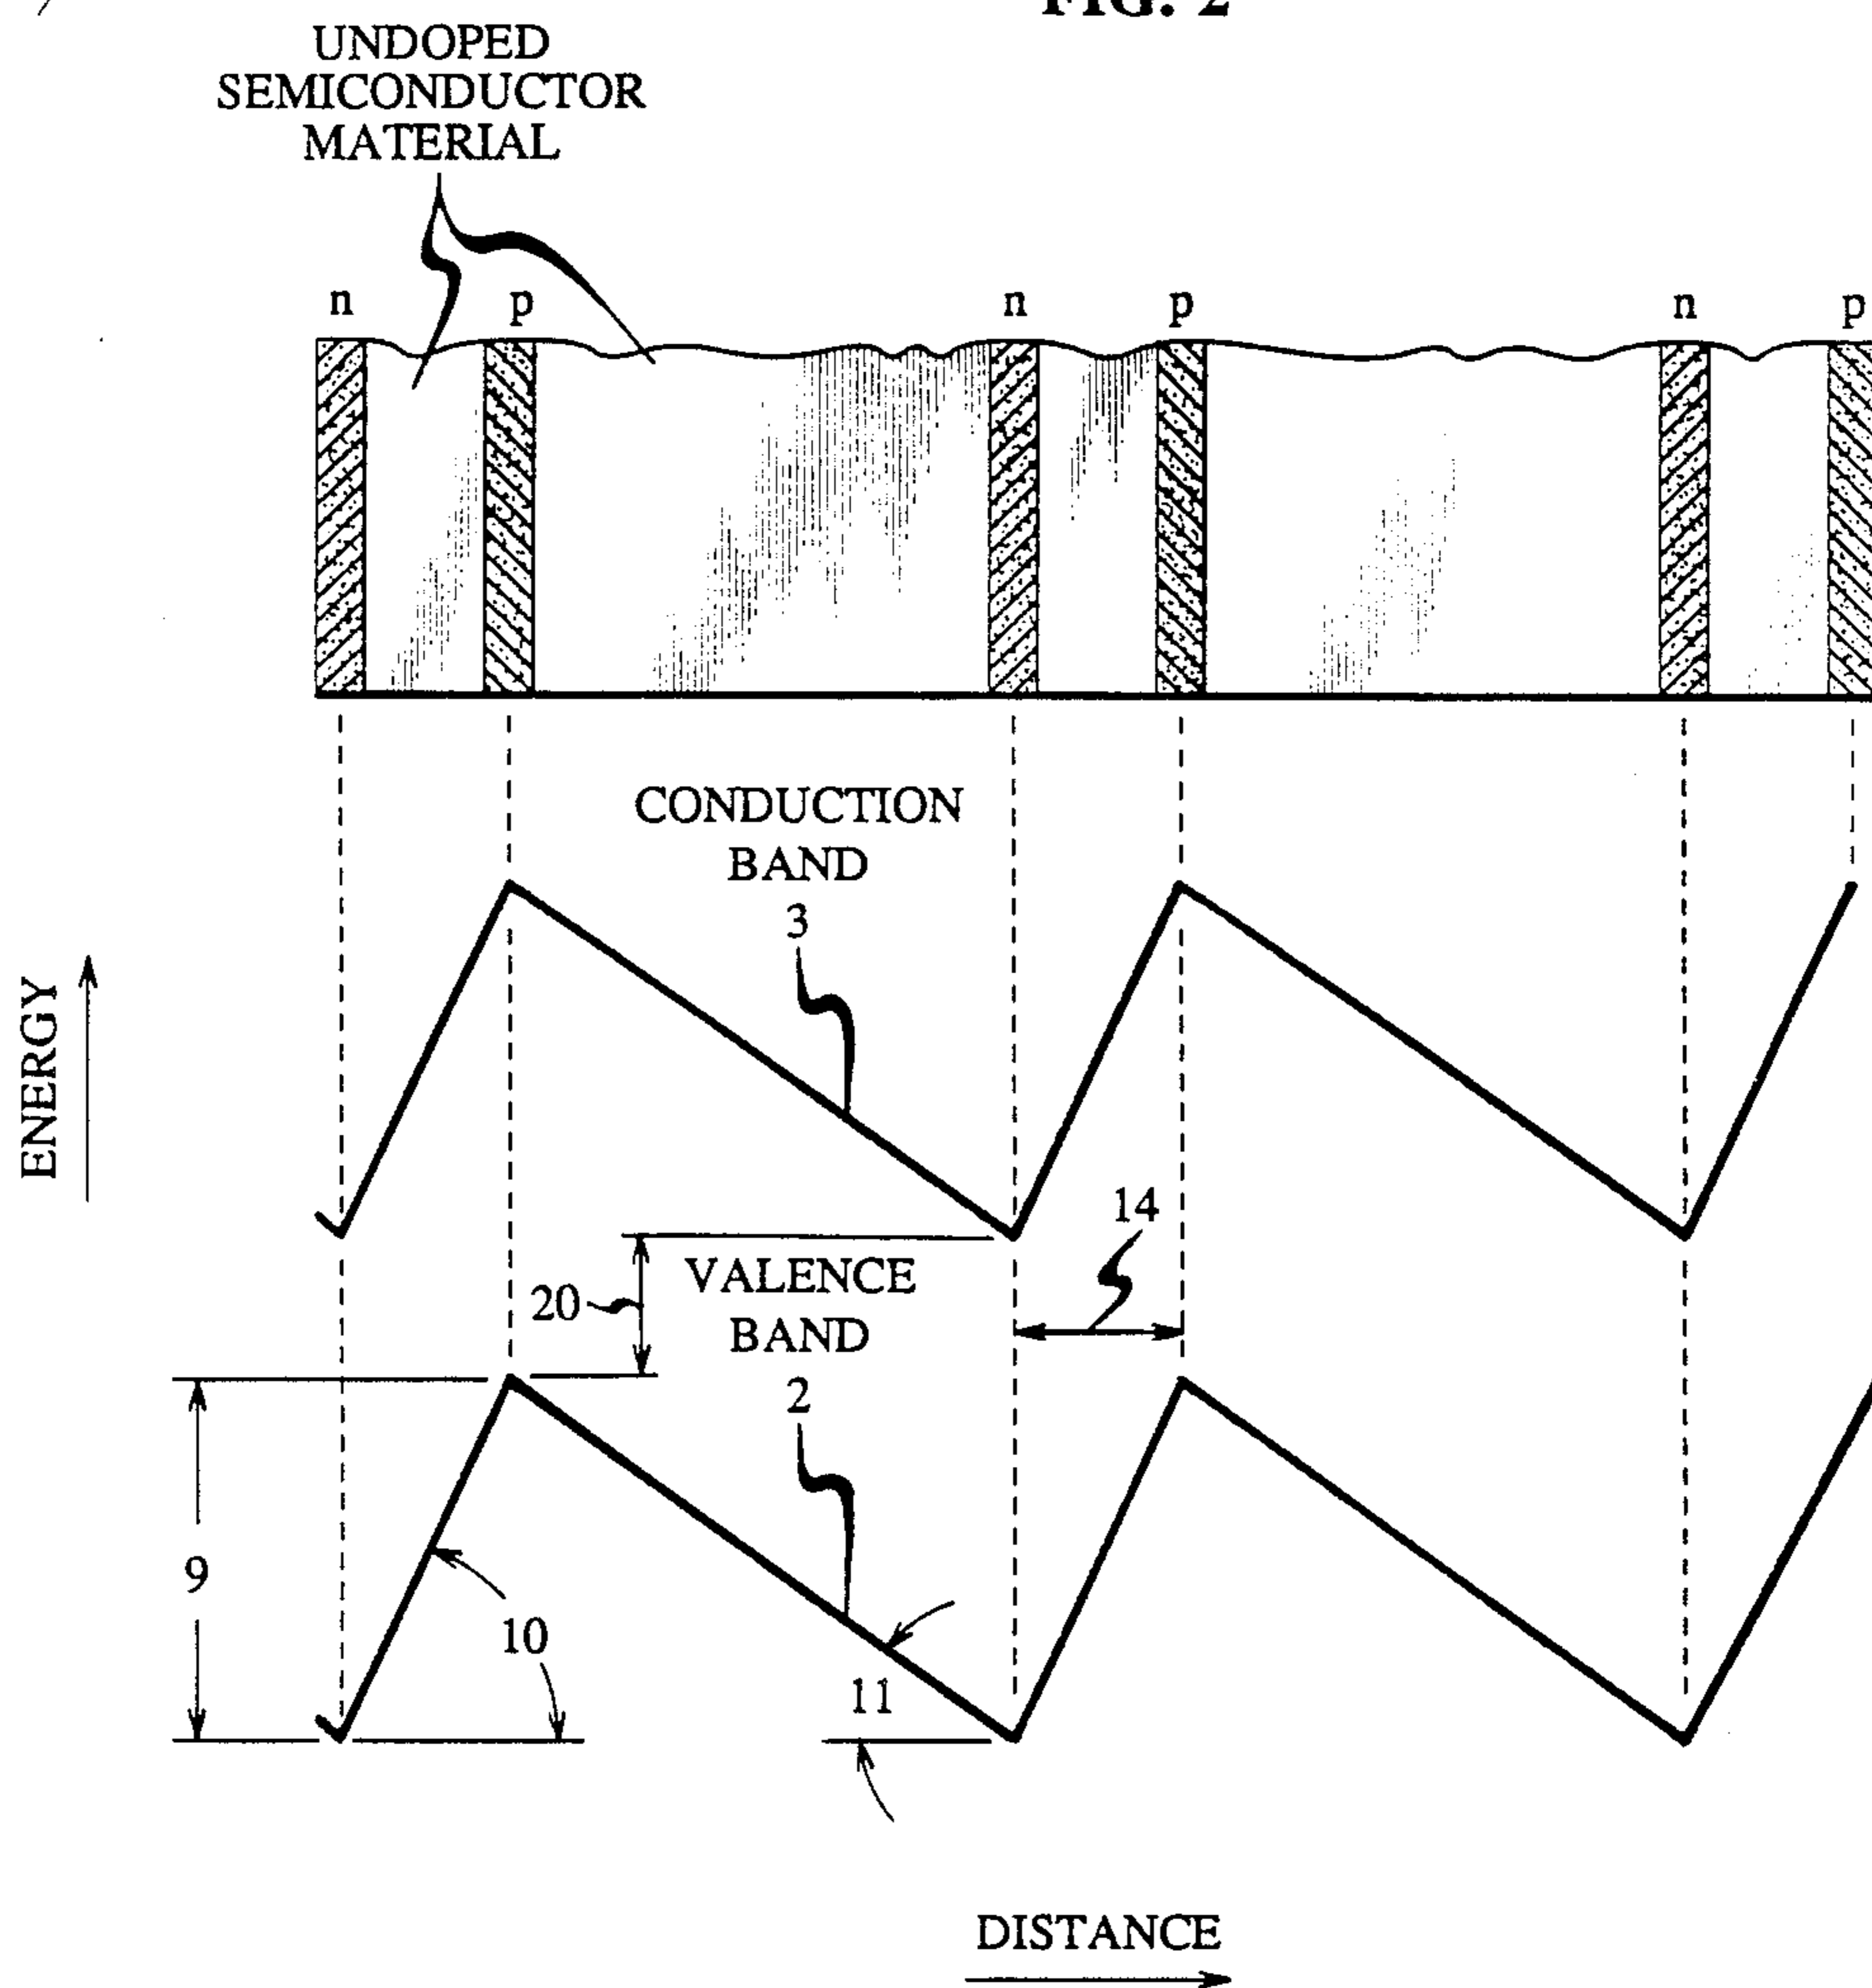 FIG. 2
UNDOPED
SEMICONDUCTOR
MATERIAL
n p n p n p
CONDUCTION
BAND
3
ENERGY
14
VALENCE
BAND
20
2
9
10
11
DISTANCE